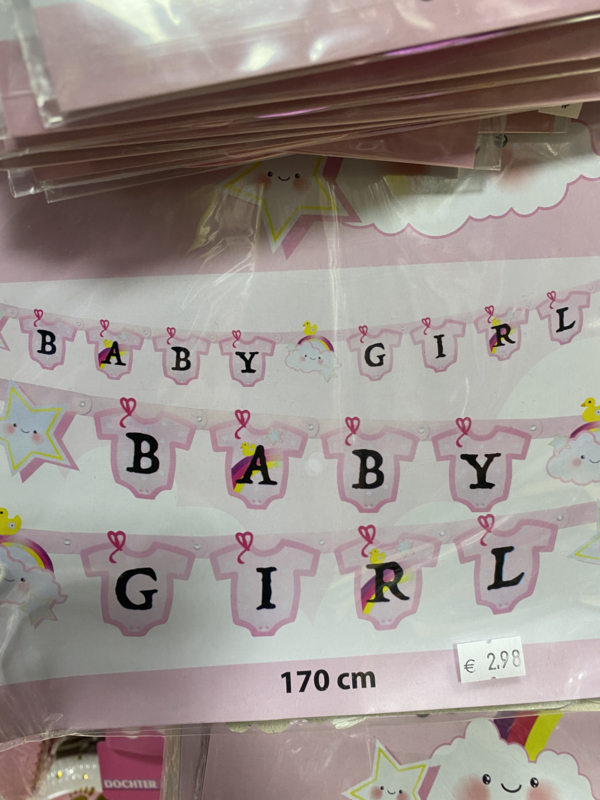 BABY GIRL
BABY
GIRL
170 cm
€ 2.98
DOCHTER